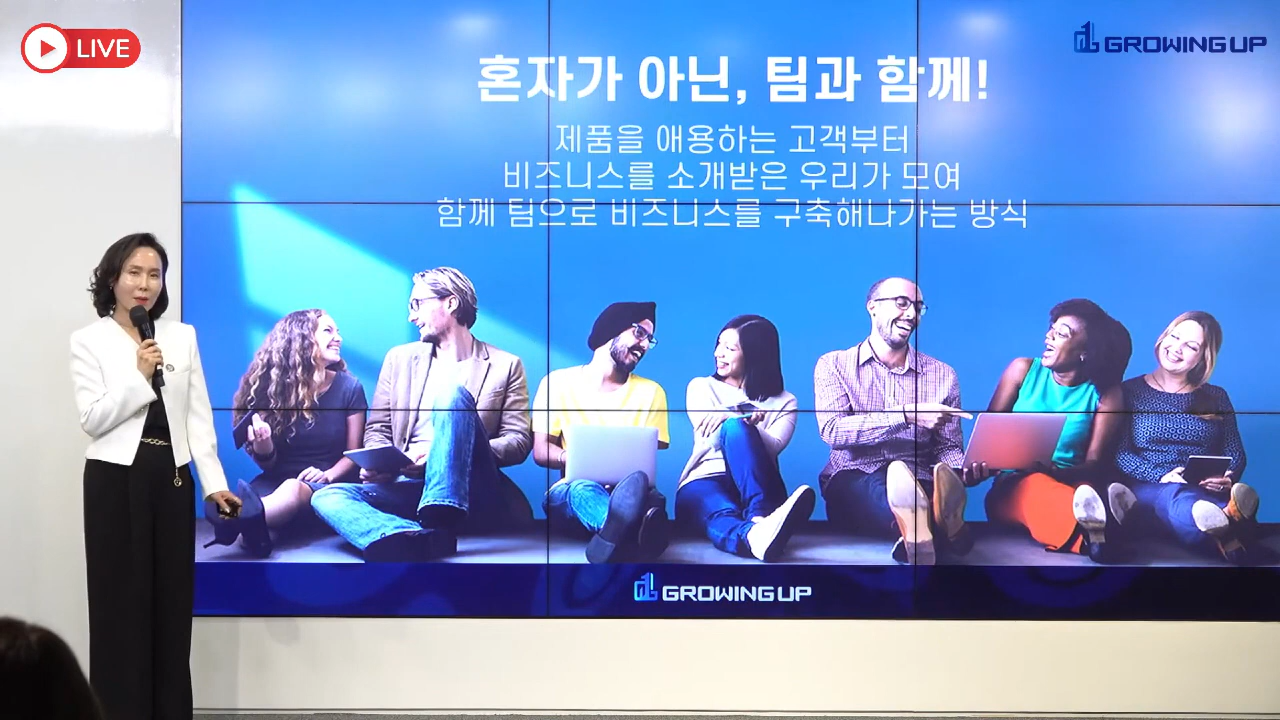 LIVE
GROWING UP
혼자가 아닌, 팀과 함께!
제품을 애용하는 고객부터
비즈니스를 소개받은 우리가 모여
함께 팀으로 비즈니스를 구축해나가는 방식
GROWING UP